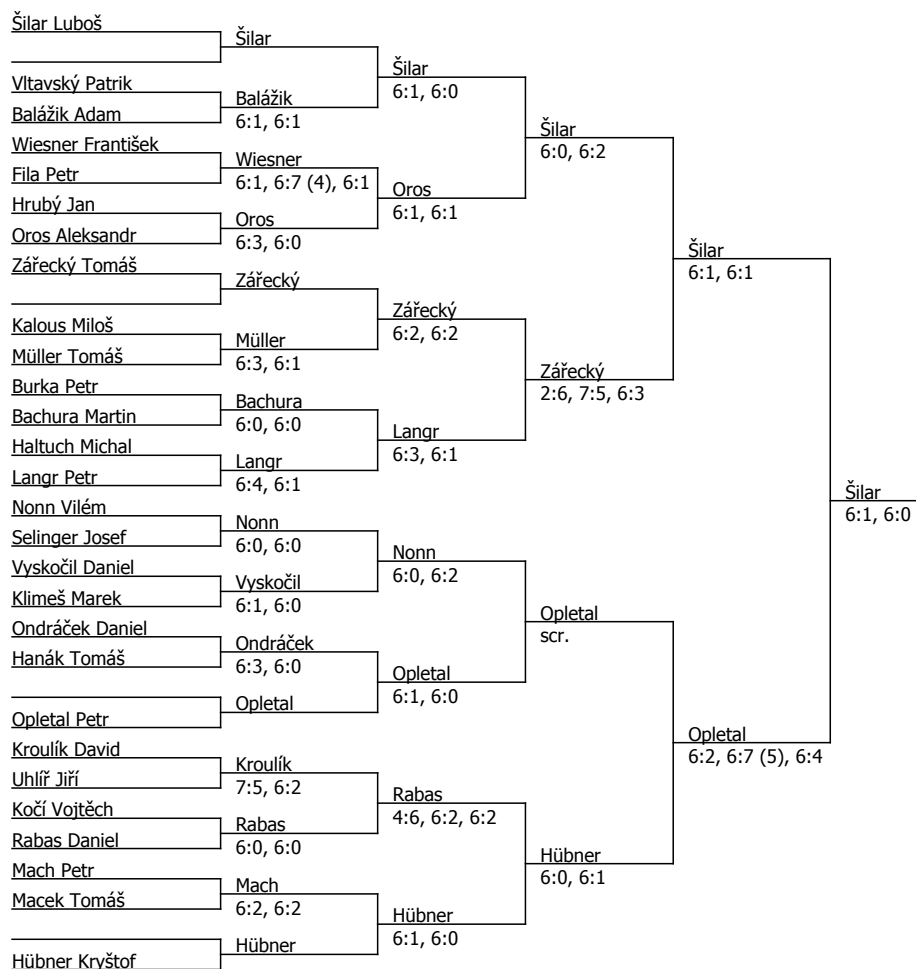 Šilar Luboš
Vltavský Patrik
Balážik Adam
Wiesner František
Fila Petr
Hrubý Jan
Oros Aleksandr
Zářecký Tomáš
Kalous Miloš
Müller Tomáš
Burka Petr
Bachura Martin
Haltuch Michal
Langr Petr
Nonn Vilém
Selinger Josef
Vyskočil Daniel
Klimeš Marek
Ondráček Daniel
Hanák Tomáš
Opletal Petr
Kroulík David
Uhlíř Jiří
Kočí Vojtěch
Rabas Daniel
Mach Petr
Macek Tomáš
Hübner Kryštof
Šilar
Balážik
6:1, 6:1
Wiesner
6:1, 6:7 (4), 6:1
Oros
6:3, 6:0
Zářecký
Müller
6:3, 6:1
Bachura
6:0, 6:0
Langr
6:4, 6:1
Nonn
6:0, 6:0
Vyskočil
6:1, 6:0
Ondráček
6:3, 6:0
Opletal
Kroulík
7:5, 6:2
Rabas
6:0, 6:0
Mach
6:2, 6:2
Hübner
Šilar
6:1, 6:0
Oros
6:1, 6:1
Zářecký
6:2, 6:2
Langr
6:3, 6:1
Nonn
6:0, 6:2
Opletal
6:1, 6:0
Rabas
4:6, 6:2, 6:2
Hübner
6:1, 6:0
Šilar
6:0, 6:2
Zářecký
2:6, 7:5, 6:3
Opletal
scr.
Hübner
6:0, 6:1
Šilar
6:1, 6:1
Opletal
6:2, 6:7 (5), 6:4
Šilar
6:1, 6:0